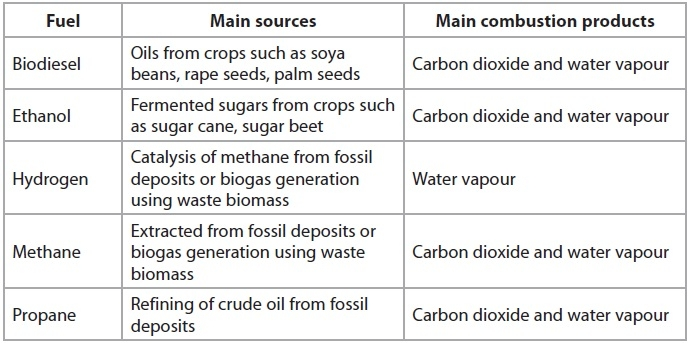 Fuel
Main sources
Main combustion products
Biodiesel
Oils from crops such as soya
beans, rape seeds, palm seeds
Carbon dioxide and water vapour
Ethanol
Fermented sugars from crops such
as sugar cane, sugar beet
Carbon dioxide and water vapour
Hydrogen
Catalysis of methane from fossil
deposits or biogas generation
using waste biomass
Water vapour
Methane
Extracted from fossil deposits or
biogas generation using waste
biomass
Carbon dioxide and water vapour
Propane
Refining of crude oil from fossil
deposits
Carbon dioxide and water vapour